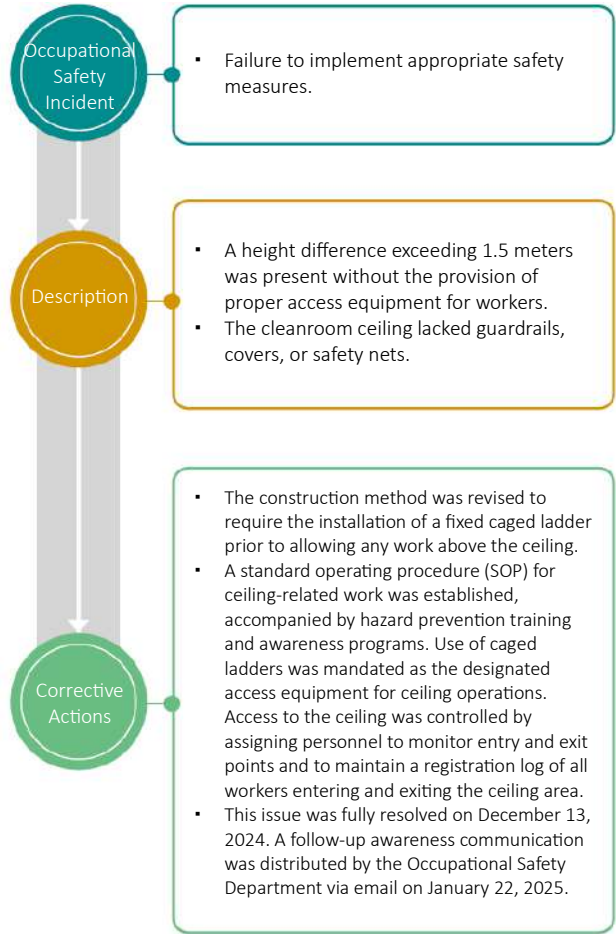 Occupational
Safety
Incident
▪ Failure to implement appropriate safety
measures.
Description
▪ A height difference exceeding 1.5 meters
was present without the provision of
proper access equipment for workers.
▪ The cleanroom ceiling lacked guardrails,
covers, or safety nets.
Corrective
Actions
▪ The construction method was revised to
require the installation of a fixed caged ladder
prior to allowing any work above the ceiling.
▪ A standard operating procedure (SOP) for
ceiling-related work was established,
accompanied by hazard prevention training
and awareness programs. Use of caged
ladders was mandated as the designated
access equipment for ceiling operations.
Access to the ceiling was controlled by
assigning personnel to monitor entry and exit
points and to maintain a registration log of all
workers entering and exiting the ceiling area.
▪ This issue was fully resolved on December 13,
2024. A follow-up awareness communication
was distributed by the Occupational Safety
Department via email on January 22, 2025.